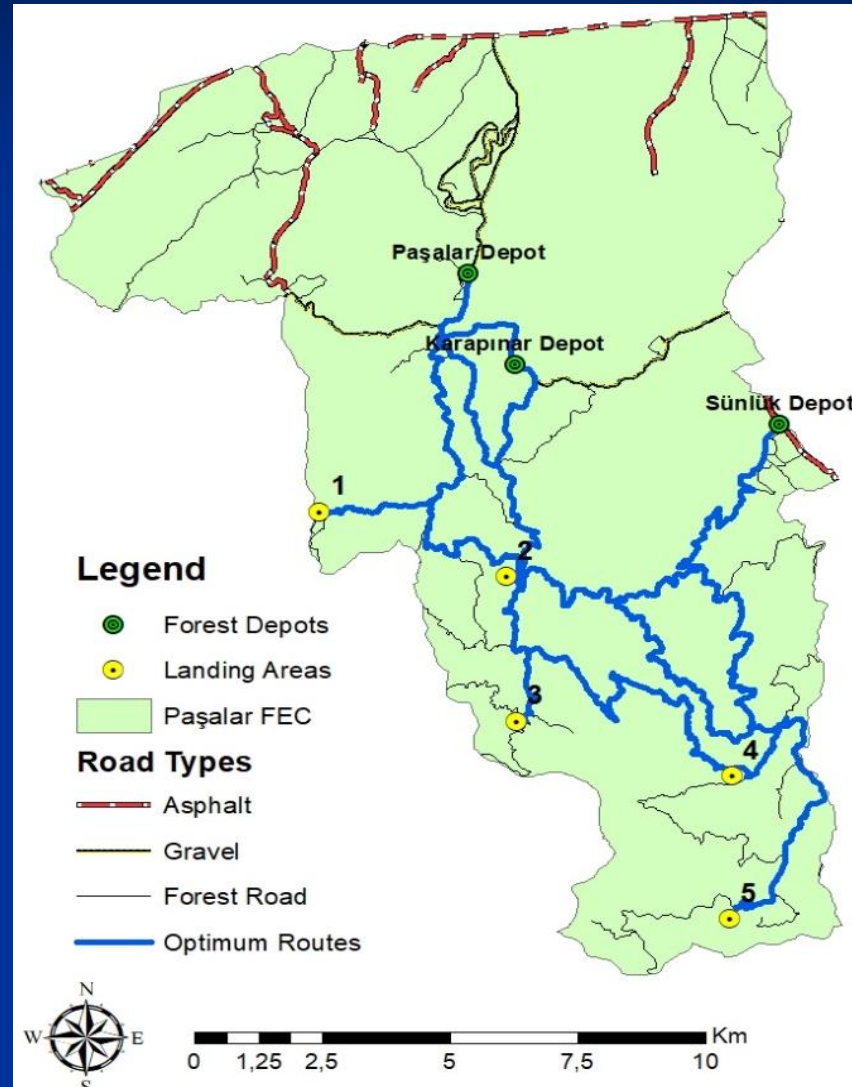 Paşalar Depot
Karapınar Depot
Sünlük Depot
1
2
3
4
5
Legend
Forest Depots
Landing Areas
Paşalar FEC
Road Types
Asphalt
Gravel
Forest Road
Optimum Routes
N
W E
S
Km
0 1,25 2,5 5 7,5 10